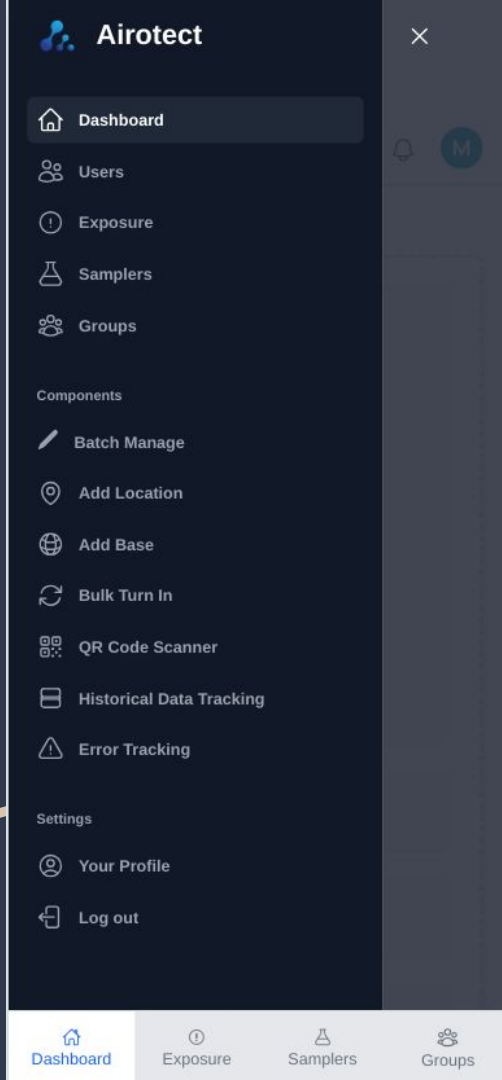 Airotect
Dashboard
M
Users
Exposure
Samplers
Groups
Components
Batch Manage
Add Location
Add Base
Bulk Turn In
QR Code Scanner
Historical Data Tracking
Error Tracking
Settings
Your Profile
Log out
Dashboard
Exposure
Samplers
Groups